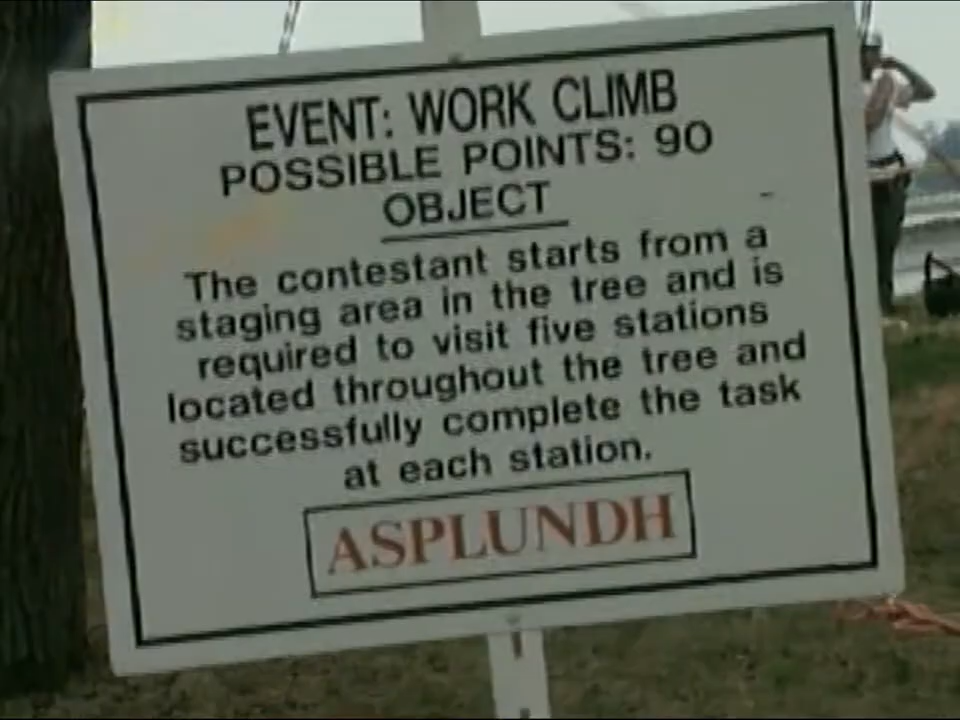 EVENT: WORK CLIMB
POSSIBLE POINTS: 90
OBJECT
The contestant starts from a
staging area in the tree and is
required to visit five stations
located throughout the tree and
successfully complete the task
at each station.
ASPLUNDH